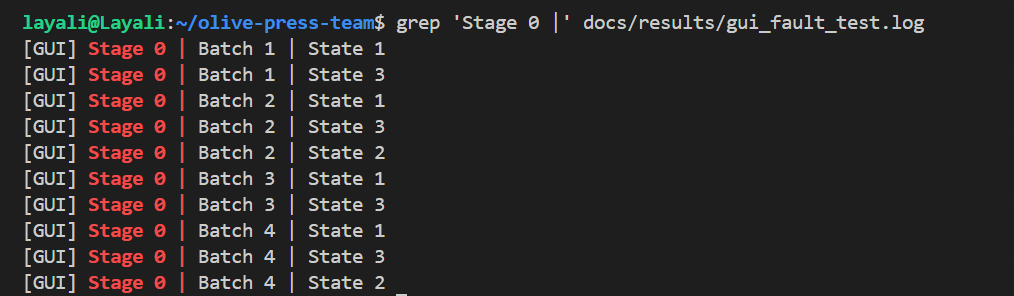 layali@Layali:~/olive-press-team$ grep 'Stage 0 |' docs/results/gui_fault_test.log
[GUI] Stage 0 | Batch 1 | State 1
[GUI] Stage 0 | Batch 1 | State 3
[GUI] Stage 0 | Batch 2 | State 1
[GUI] Stage 0 | Batch 2 | State 3
[GUI] Stage 0 | Batch 2 | State 2
[GUI] Stage 0 | Batch 3 | State 1
[GUI] Stage 0 | Batch 3 | State 3
[GUI] Stage 0 | Batch 4 | State 1
[GUI] Stage 0 | Batch 4 | State 3
[GUI] Stage 0 | Batch 4 | State 2